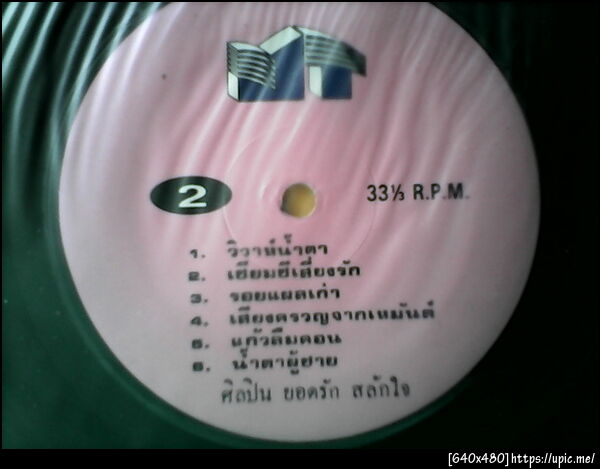 MT
2
33⅓ R.P.M.
1. วิวาห์น้ำตา
2. เฮียมฮีเสี่ยงรัก
3. รอยแผลเก่า
4. เสียงครวญจากเหมันต์
5. แก้วลืมคอน
6. น้ำตาผู้ชาย
ศิลปิน ยอดรัก สลักใจ
[640x480]https://upic.me/